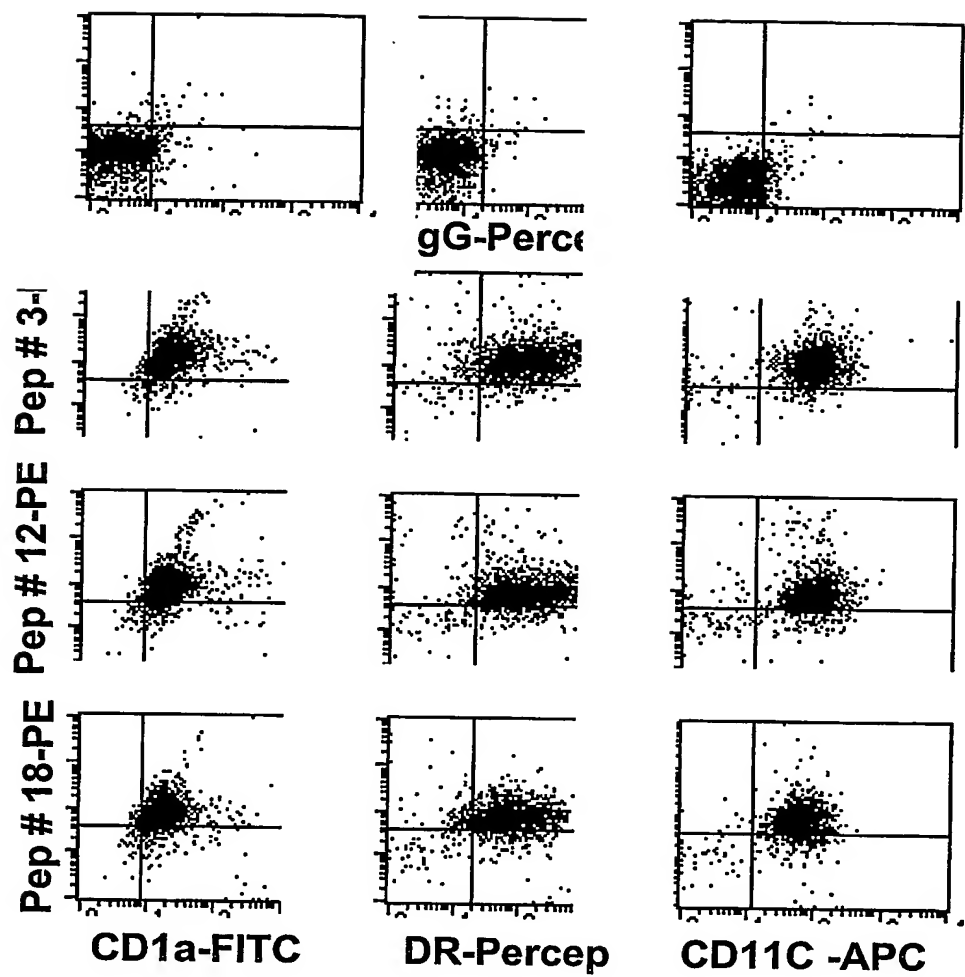 gG-Perce
Pep # 3-
Pep # 12-PE
Pep # 18-PE
CD1a-FITC
DR-Percep
CD11C -APC